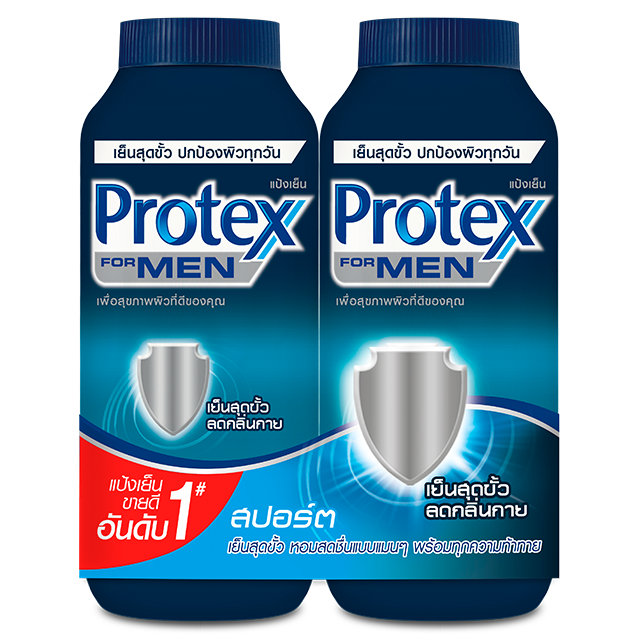 เย็นสุดขั้ว ปกป้องผิวทุกวัน
แป้งเย็น
Protex
FOR MEN
เพื่อสุขภาพผิวที่ดีของคุณ
เย็นสุดขั้ว
ลดกลิ่นกาย
เย็นสุดขั้ว ปกป้องผิวทุกวัน
แป้งเย็น
Protex
FOR MEN
เพื่อสุขภาพผิวที่ดีของคุณ
เย็นสุดขั้ว
ลดกลิ่นกาย
แป้งเย็น
ขายดี
อันดับ 1#
สปอร์ต
เย็นสุดขั้ว หอมสดชื่นแบบแมนๆ พร้อมทุกความท้าทาย